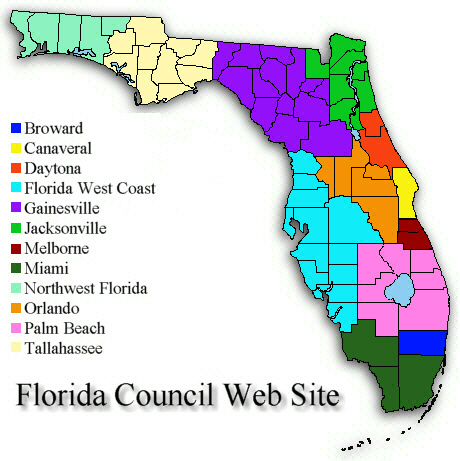 Broward
Canaveral
Daytona
Florida West Coast
Gainesville
Jacksonville
Melborne
Miami
Northwest Florida
Orlando
Palm Beach
Tallahassee
Florida Council Web Site